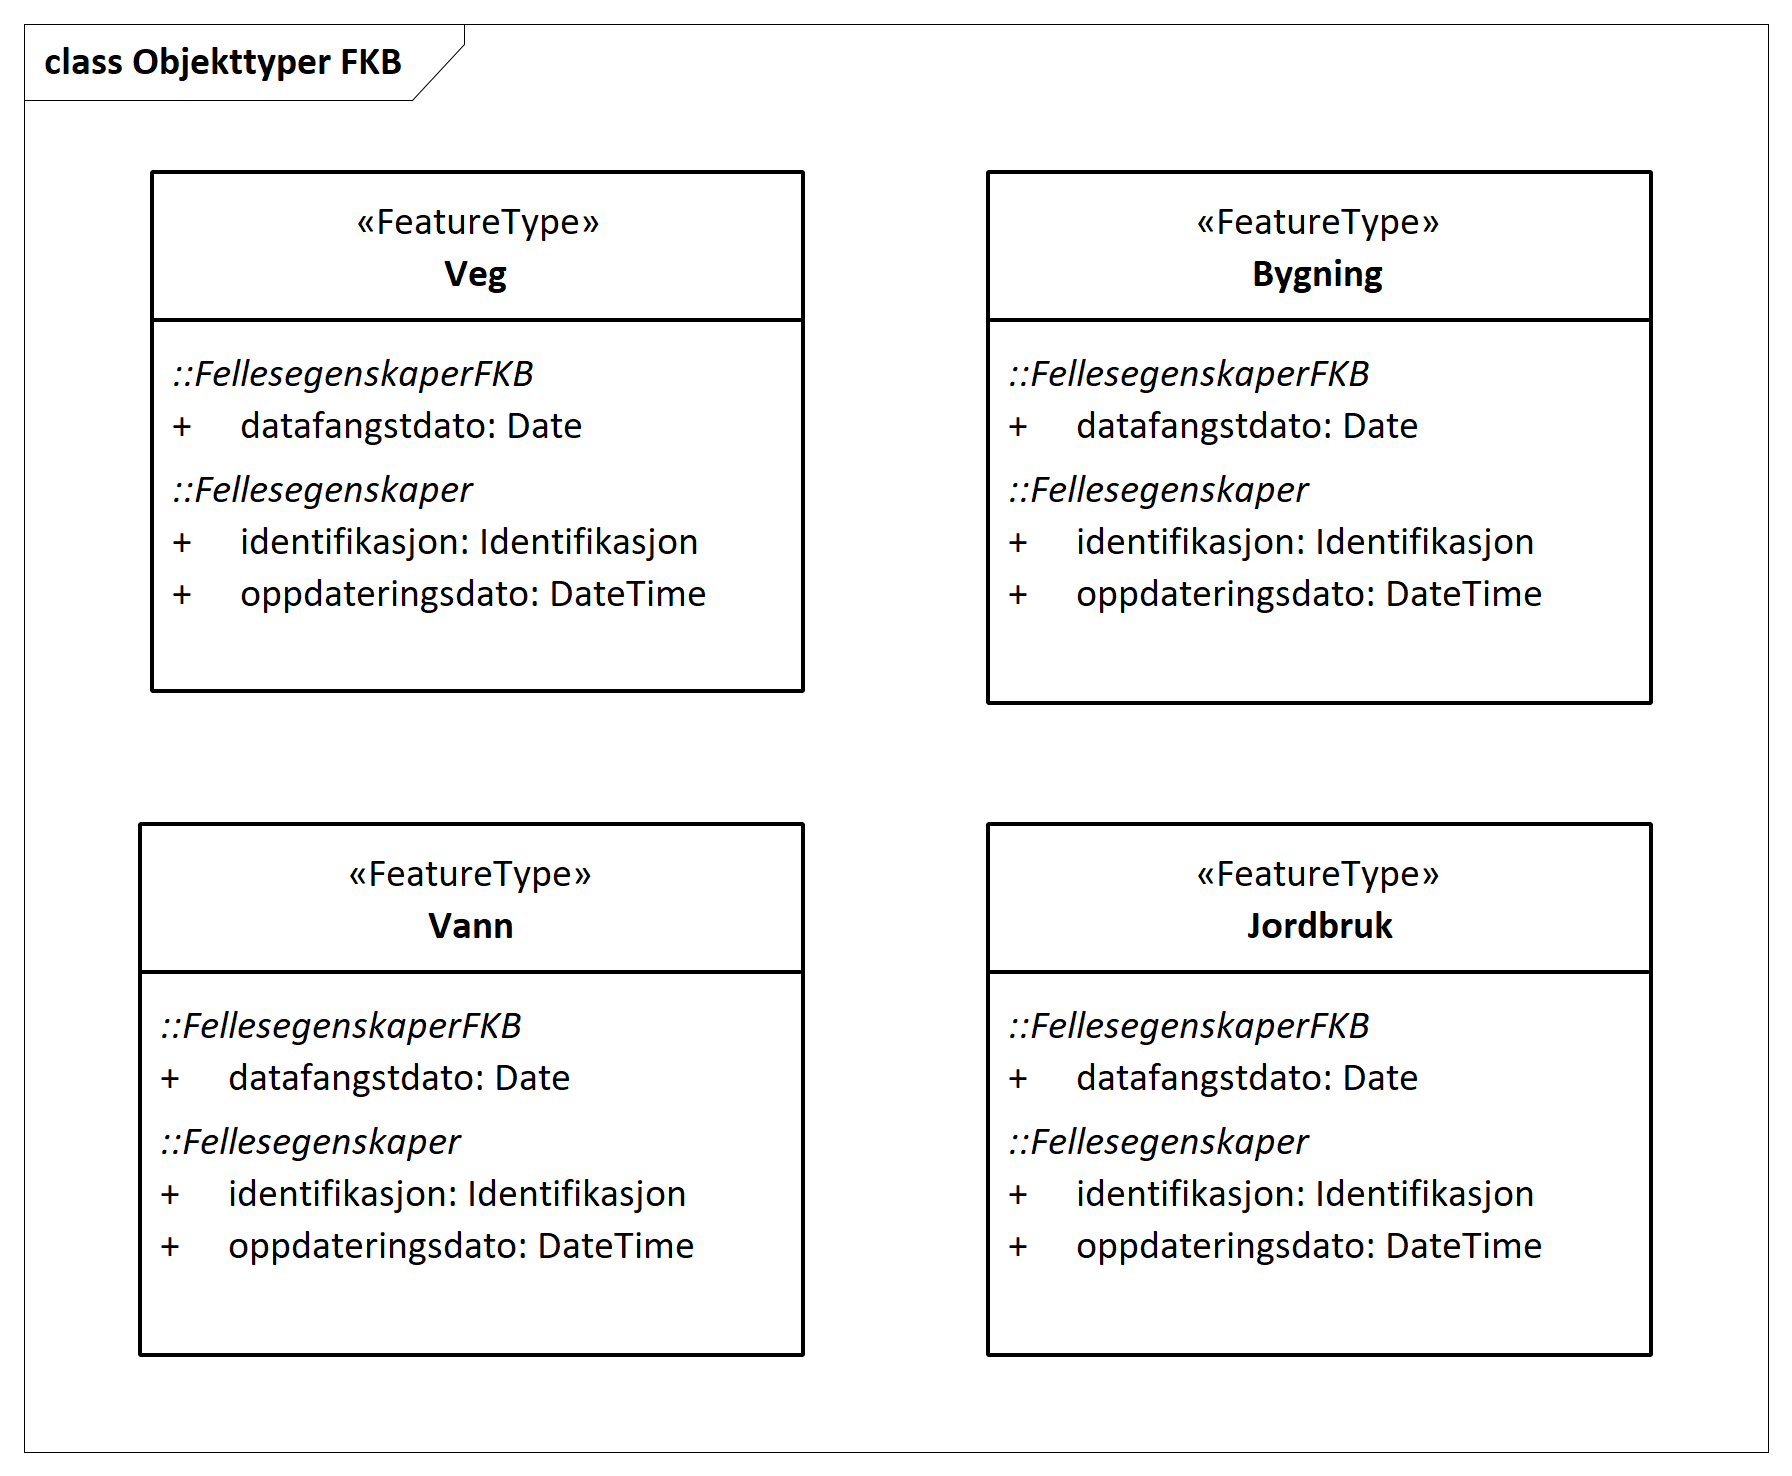 class Objekttyper FKB
«FeatureType»
Veg
::FellesegenskaperFKB
+ datafangstdato: Date
::Fellesegenskaper
+ identifikasjon: Identifikasjon
+ oppdateringsdato: DateTime
«FeatureType»
Bygning
::FellesegenskaperFKB
+ datafangstdato: Date
::Fellesegenskaper
+ identifikasjon: Identifikasjon
+ oppdateringsdato: DateTime
«FeatureType»
Vann
::FellesegenskaperFKB
+ datafangstdato: Date
::Fellesegenskaper
+ identifikasjon: Identifikasjon
+ oppdateringsdato: DateTime
«FeatureType»
Jordbruk
::FellesegenskaperFKB
+ datafangstdato: Date
::Fellesegenskaper
+ identifikasjon: Identifikasjon
+ oppdateringsdato: DateTime